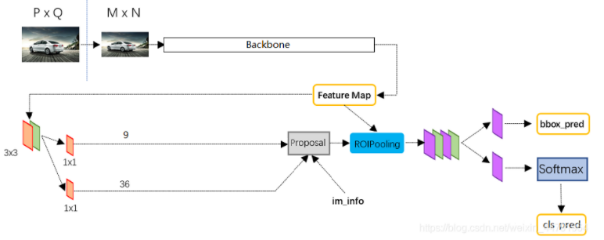 P x Q
M x N
Backbone
Feature Map
3x3
1x1
9
1x1
36
Proposal
ROIPooling
im_info
bbox_pred
Softmax
cls_pred